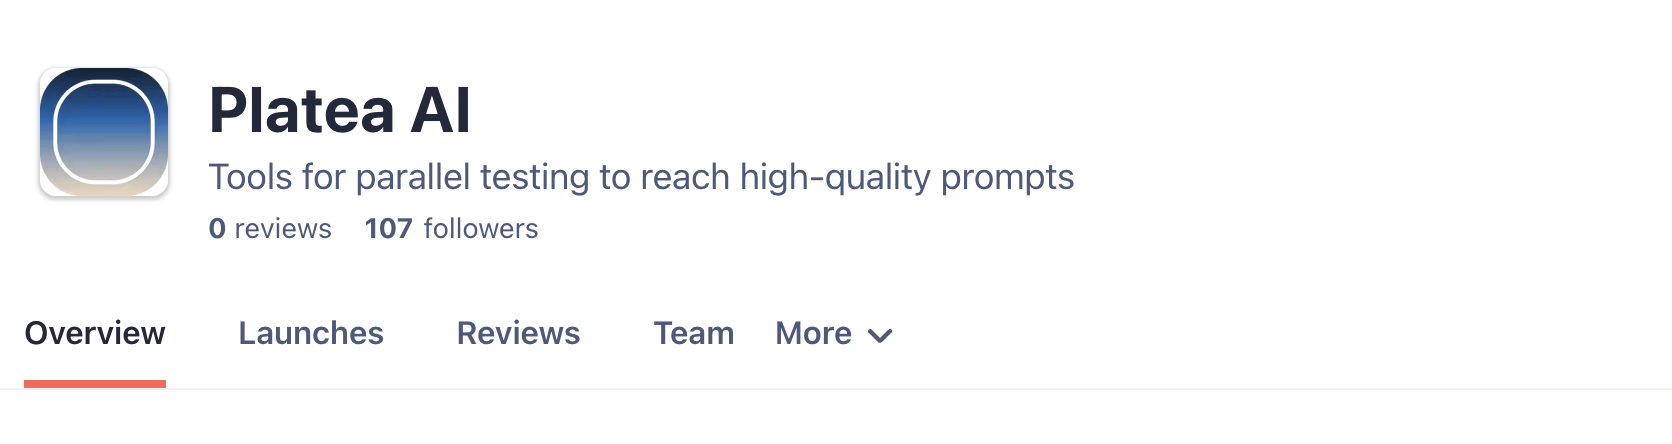 Platea AI
Tools for parallel testing to reach high-quality prompts
0 reviews 107 followers
Overview Launches Reviews Team More